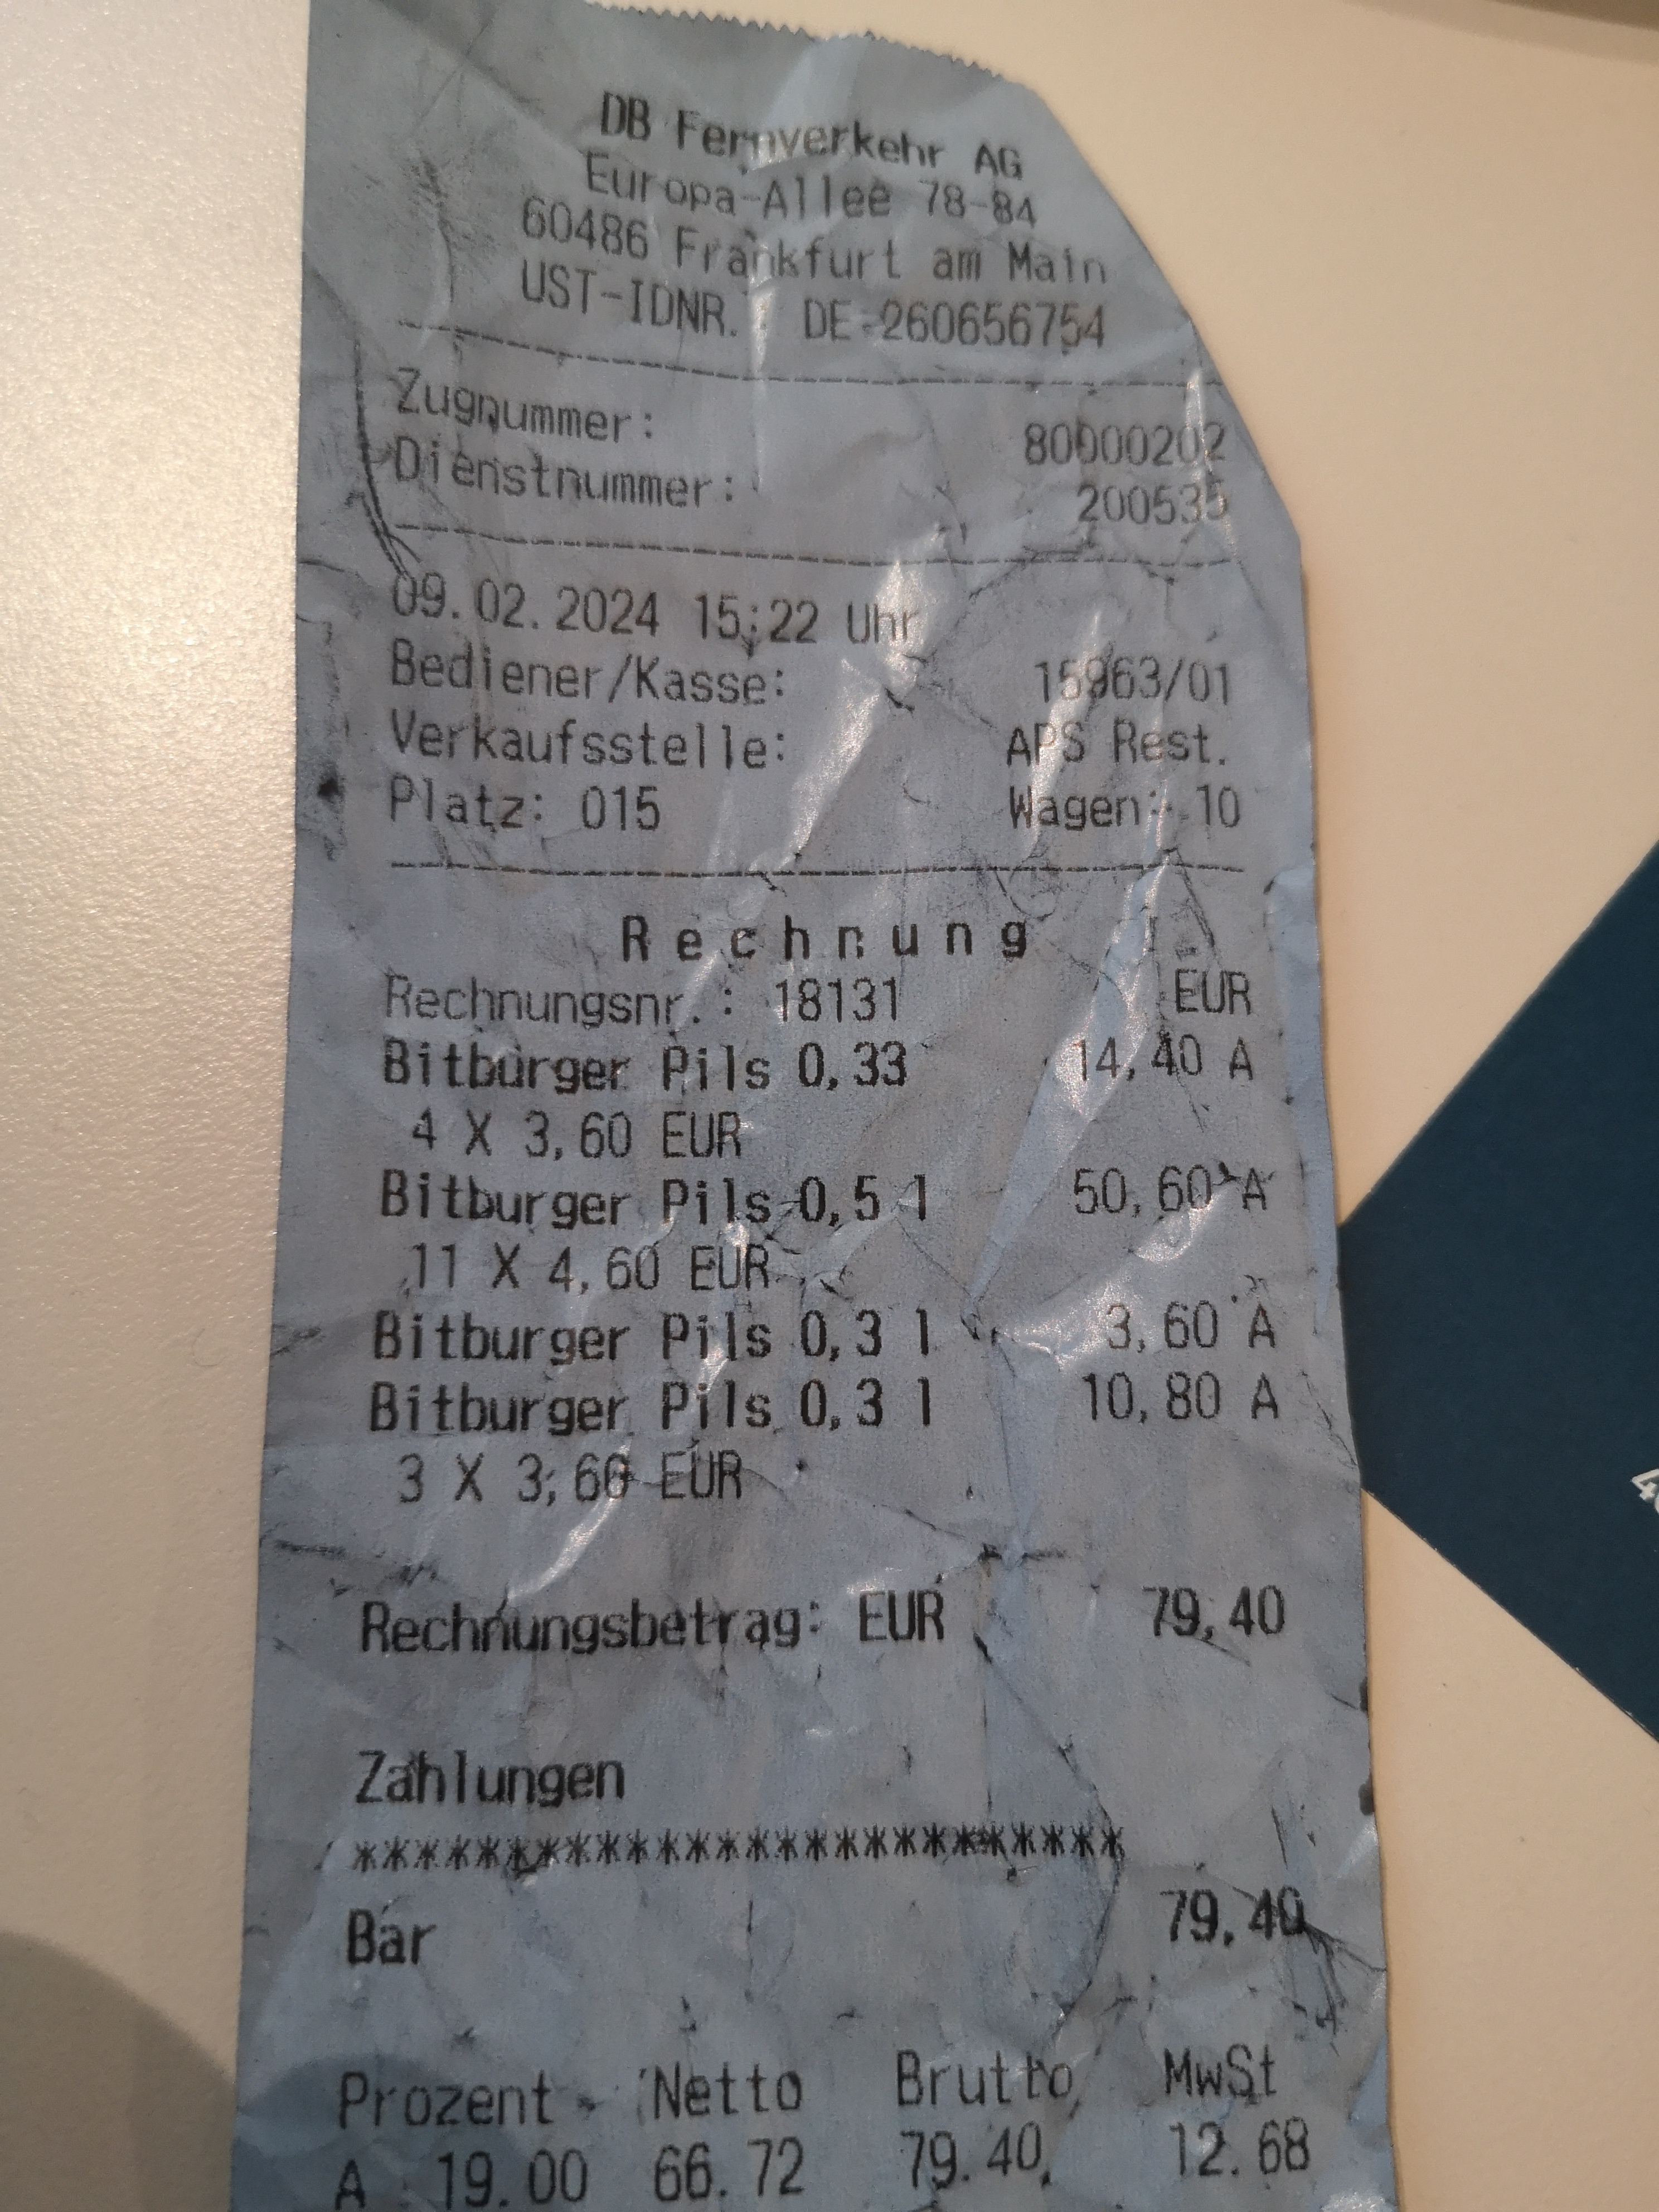 DB Fernverkehr AG
Europa-Allee 78-84
60486 Frankfurt am Main
UST-IDNR. : DE 260656754
Zugnummer: 80000202
Dienstnummer: 200535
09.02.2024 15:22 Uhr
Bediener/Kasse: 15963/01
Verkaufsstelle: APS Rest.
Platz: 015 Wagen: 10
Rechnung
Rechnungsnr.: 18131 EUR
Bitburger Pils 0,33 14,40 A
4 X 3,60 EUR
Bitburger Pils 0,5 l 50,60 A
11 X 4,60 EUR
Bitburger Pils 0,3 l 3,60 A
Bitburger Pils 0,3 l 10,80 A
3 X 3,60 EUR
Rechnungsbetrag: EUR 79,40
Zahlungen
**************************
Bar 79,40
Prozent Netto Brutto MwSt
A 19.00 66.72 79.40 12.68